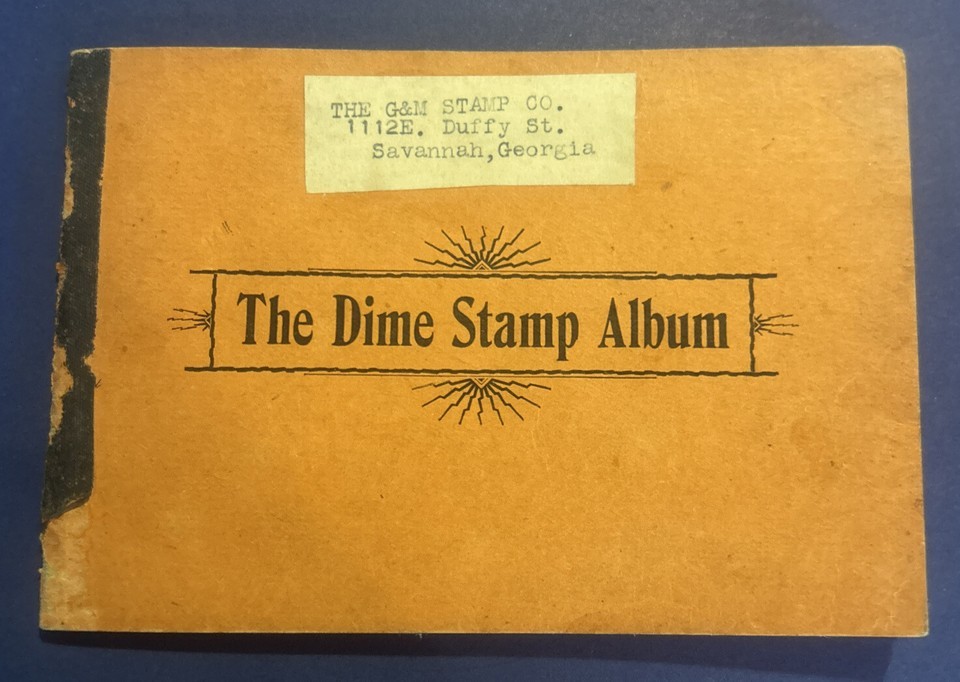 THE G&M STAMP CO.
1112E. Duffy St.
Savannah,Georgia
The Dime Stamp Album